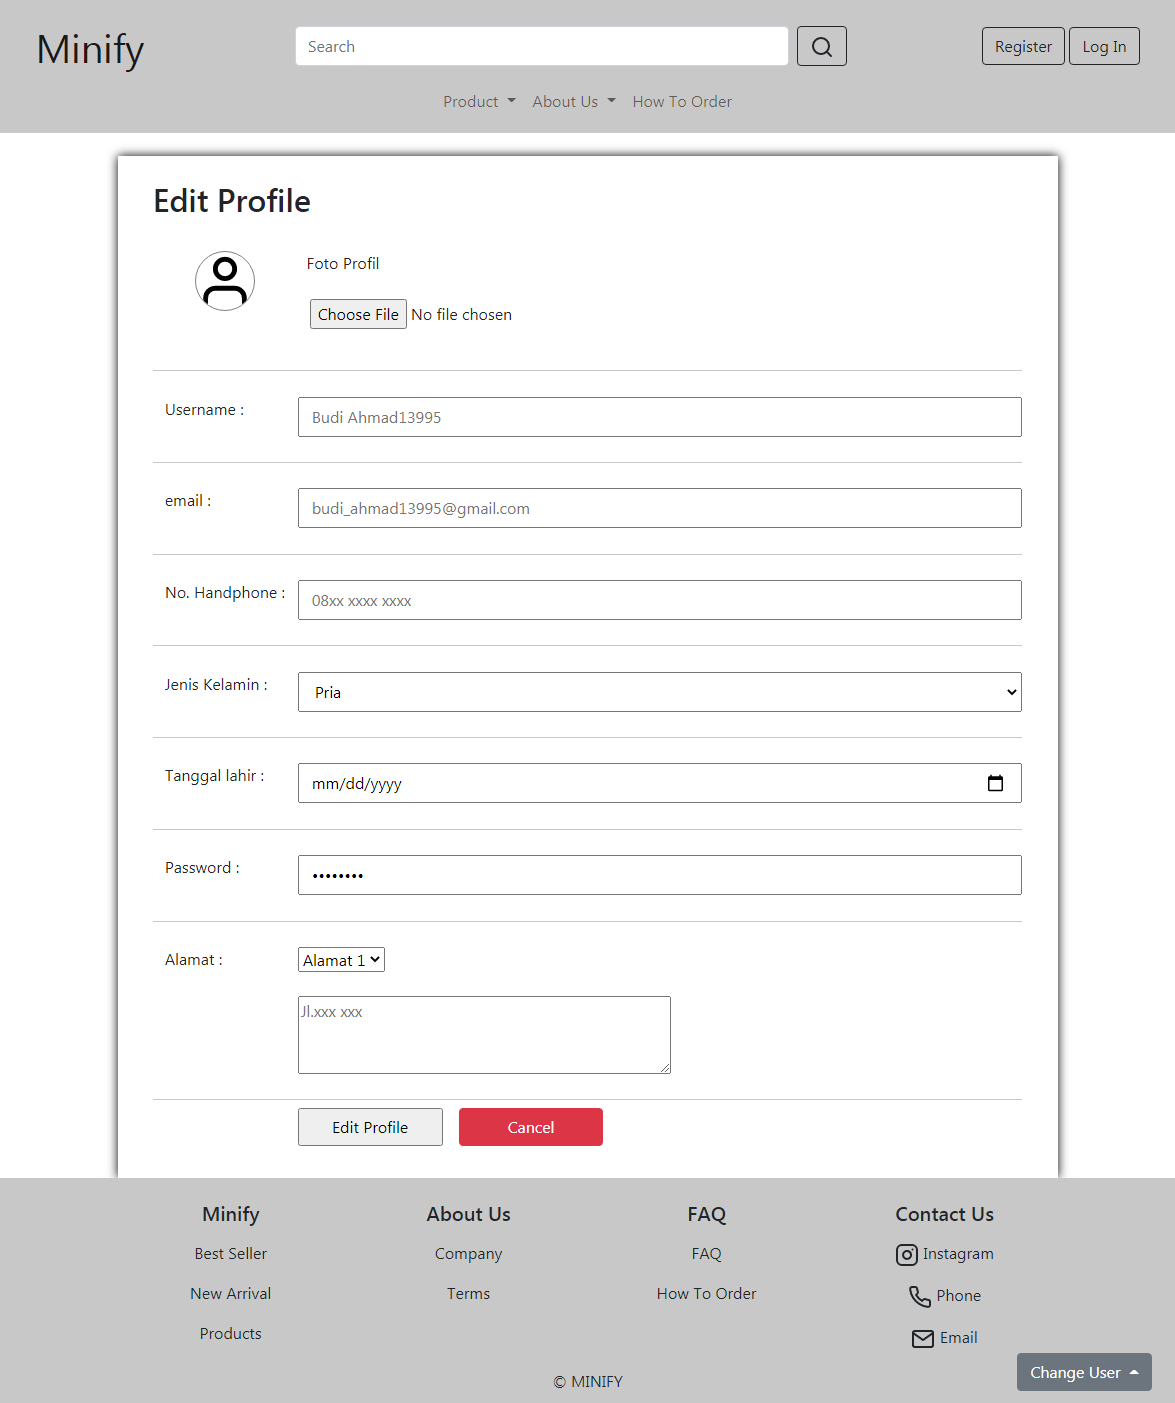 Minify
Search
Register
Log In
Product
About Us
How To Order
Edit Profile
Foto Profil
Choose File No file chosen
Username :
Budi Ahmad13995
email :
budi_ahmad13995@gmail.com
No. Handphone :
08xx xxxx xxxx
Jenis Kelamin :
Pria
Tanggal lahir :
mm/dd/yyyy
Password :
••••••••
Alamat :
Alamat 1
Jl.xxx xxx
Edit Profile
Cancel
Minify
Best Seller
New Arrival
Products
About Us
Company
Terms
FAQ
FAQ
How To Order
Contact Us
Instagram
Phone
Email
© MINIFY
Change User